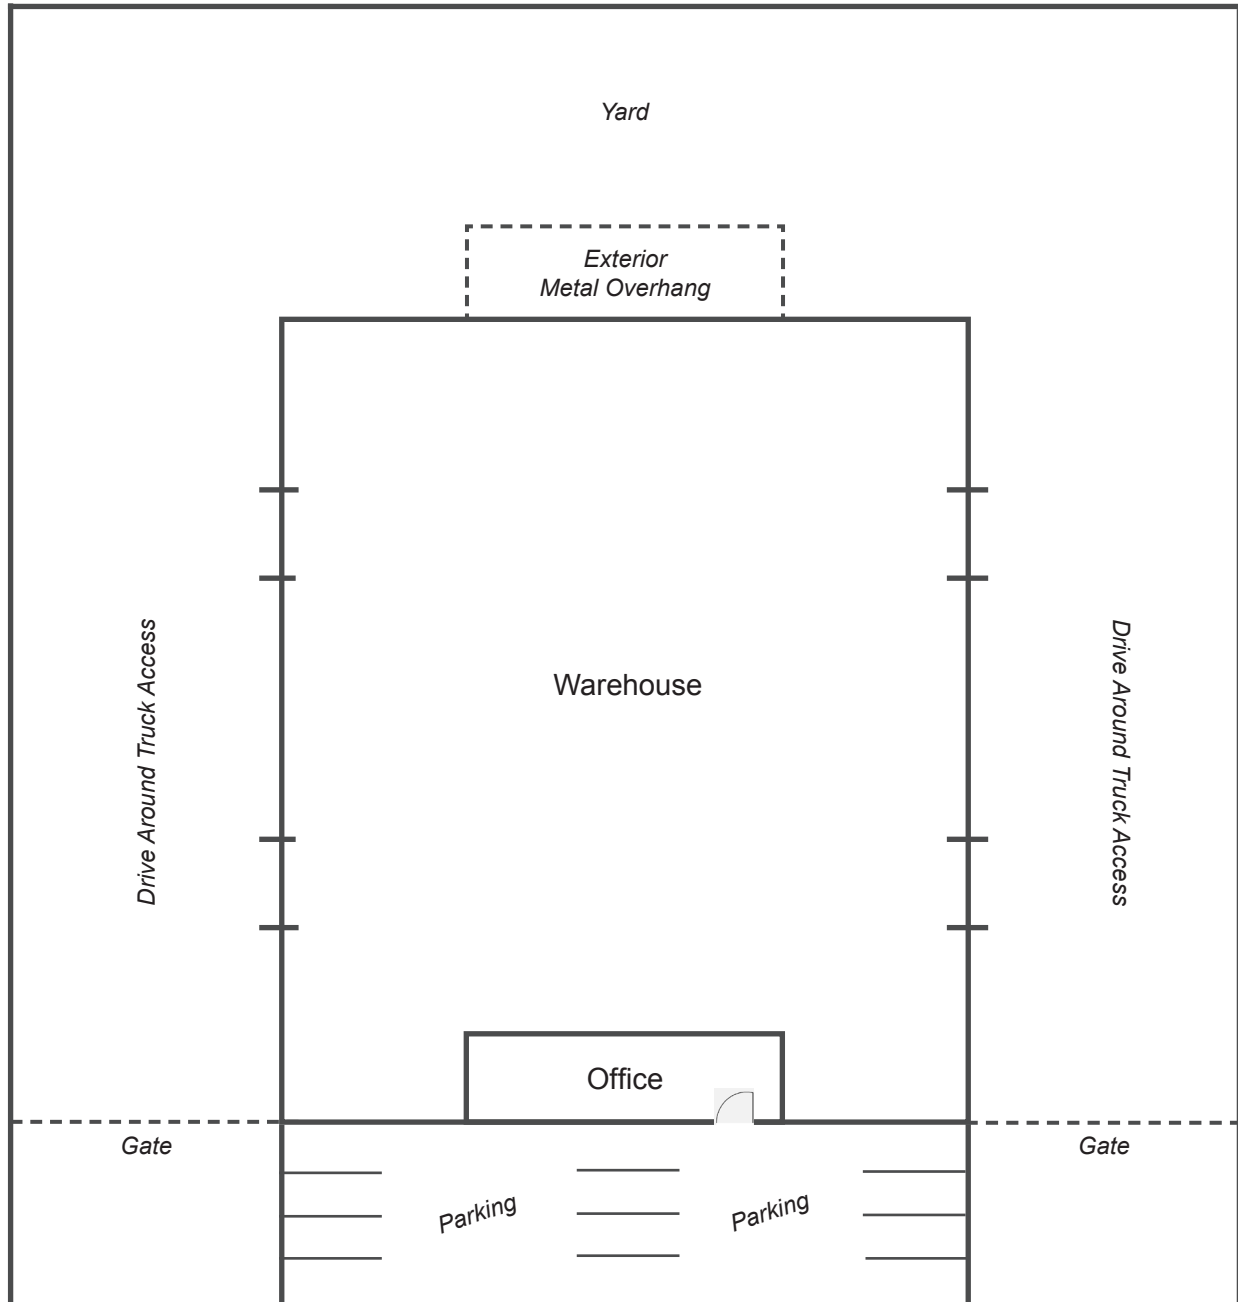 Yard
Exterior
Metal Overhang
Drive Around Truck Access
Warehouse
Drive Around Truck Access
Office
Gate
Gate
Parking
Parking